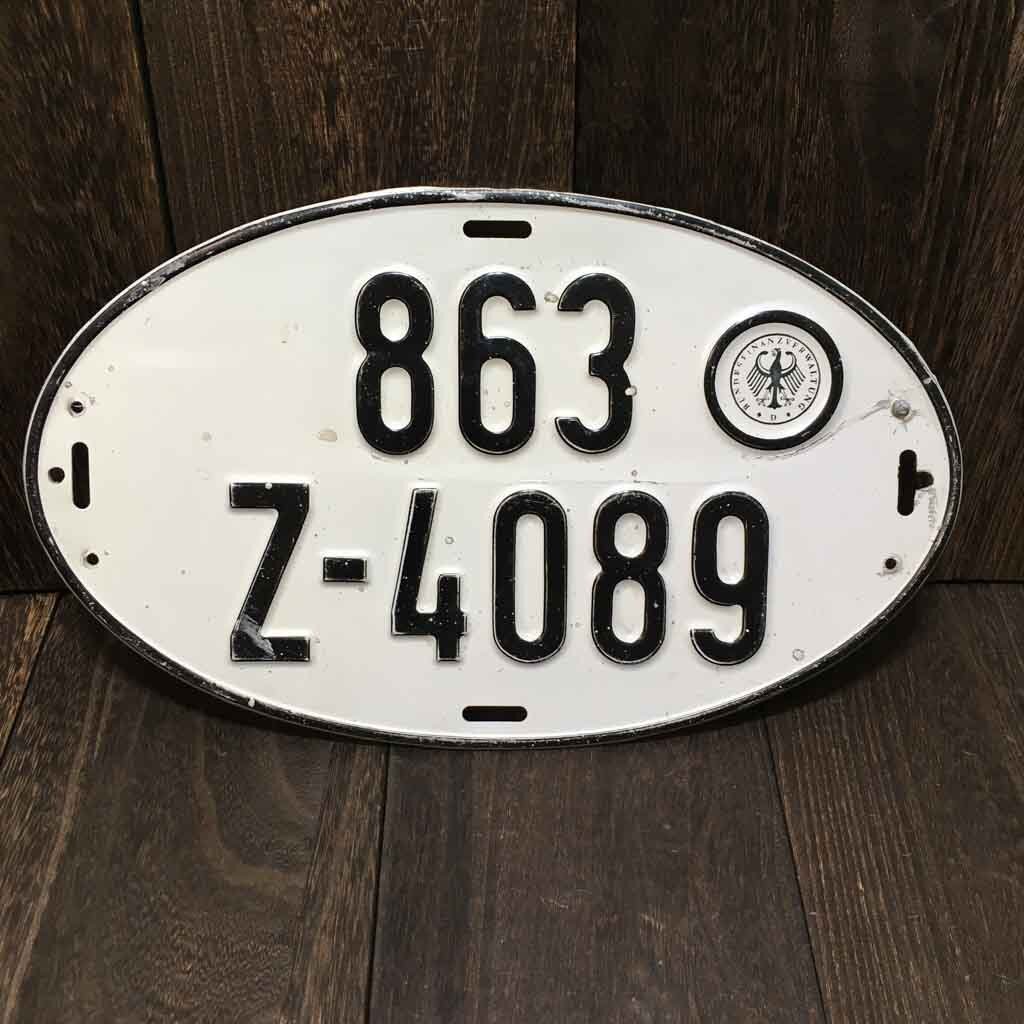 863
BUNDESFINANZVERWALTUNG
D
Z-4089